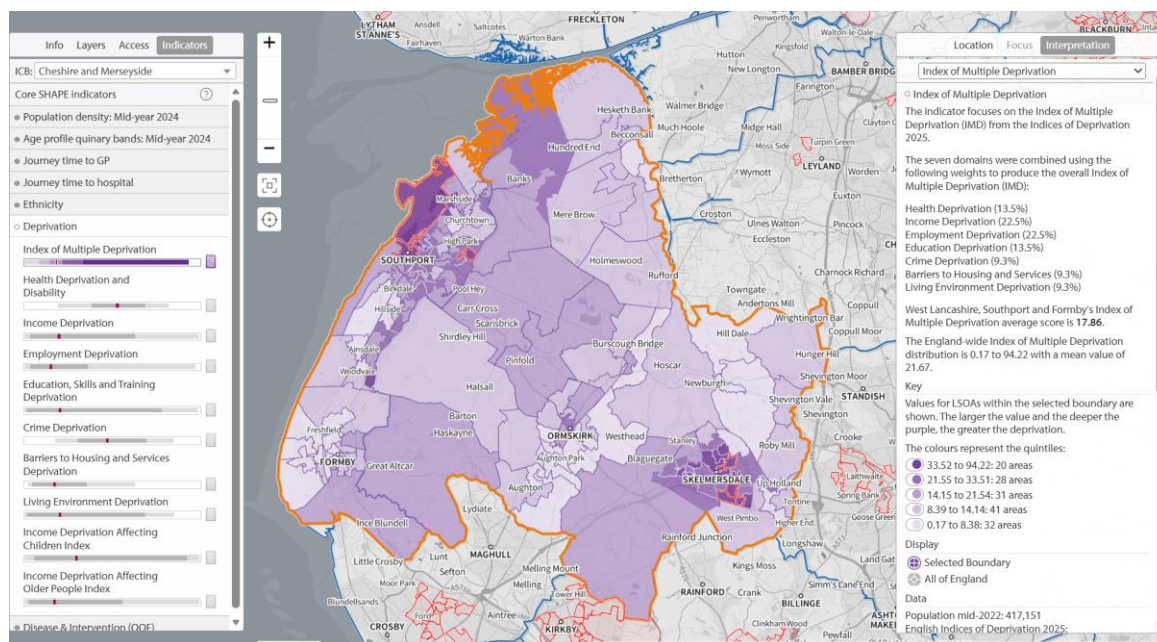 Info Layers Access Indicators
ICB: Cheshire and Merseyside
Core SHAPE indicators ?
Population density: Mid-year 2024
Age profile quinary bands: Mid-year 2024
Journey time to GP
Journey time to hospital
Ethnicity
Deprivation
Index of Multiple Deprivation
Health Deprivation and
Disability
Income Deprivation
Employment Deprivation
Education, Skills and Training
Deprivation
Crime Deprivation
Barriers to Housing and Services
Deprivation
Living Environment Deprivation
Income Deprivation Affecting
Children Index
Income Deprivation Affecting
Older People Index
Disease & Intervention (QOF)
+
−
LYTHAM
ST ANNE'S
Ansdell
Saltcotes
Fairhaven
Warton Bank
FRECKLETON
Penwortham
Hutton
New Longton
Kingsfold
Walton-le-Dale
BLACKBURN
BAMBER BRIDGE
Walmer Bridge
Midge Hall
Much Hoole
Moss Side
Turpin Green
LEYLAND
Worden
Clayton
Hesketh Bank
Becconsall
Hundred End
Banks
Bretherton
Wymott
Euxton
Croston
Ulnes Walton
Pincock
Eccleston
Marshside
Churchtown
Mere Brow
High Park
SOUTHPORT
Holmeswood
Rufford
Charnock Richard
Birkdale
Pool Hey
Hillside
Carr Cross
Scarisbrick
Towngate
Andertons Mill
Coppull
Wrightington Bar
Coppull Moor
Shirdley Hill
Burscough Bridge
Hill Dale
Ainsdale
Woodvale
Pinfold
Hoscar
Hunger Hill
Halsall
Newburgh
Shevington Moor
STANDISH
Shevington Vale
Shevington
Barton
Haskayne
Freshfield
FORMBY
Great Altcar
ORMSKIRK
Westhead
Aughton Park
Aughton
Stanley
Blaguegate
SKELMERSDALE
Roby Mill
Crooke
Laithwaite
Spring Bank
Up Holland
Tontine
Goose Green
West Pimbo
Higher End
Ince Blundell
Lydiate
Rainford Junction
Longshaw
Land Gat
Little Crosby
Lunt
MAGHULL
Sefton
Moor Park
Melling Mount
Melling
Kings Moss
Bryn
Simm's Lane End
RAINFORD
Crank
BILLINGE
Blundellsands
Tower Hill
Ford
Aintree
CROSBY
KIRKBY
Clinkham Wood
Pewfall
Location Focus Interpretation
Index of Multiple Deprivation
Index of Multiple Deprivation
The Indicator focuses on the Index of Multiple
Deprivation (IMD) from the Indices of Deprivation
2025.
The seven domains were combined using the
following weights to produce the overall Index of
Multiple Deprivation (IMD):
Health Deprivation (13.5%)
Income Deprivation (22.5%)
Employment Deprivation (22.5%)
Education Deprivation (13.5%)
Crime Deprivation (9.3%)
Barriers to Housing and Services (9.3%)
Living Environment Deprivation (9.3%)
West Lancashire, Southport and Formby's Index of
Multiple Deprivation average score is 17.86.
The England-wide Index of Multiple Deprivation
distribution is 0.17 to 94.22 with a mean value of
21.67.
Key
Values for LSOAs within the selected boundary are
shown. The larger the value and the deeper the
purple, the greater the deprivation.
The colours represent the quintiles:
33.52 to 94.22: 20 areas
21.55 to 33.51: 28 areas
14.15 to 21.54: 31 areas
8.39 to 14.14: 41 areas
0.17 to 8.38: 32 areas
Display
Selected Boundary
All of England
Data
Population mid-2022: 417,151
English Indices of Deprivation 2025: